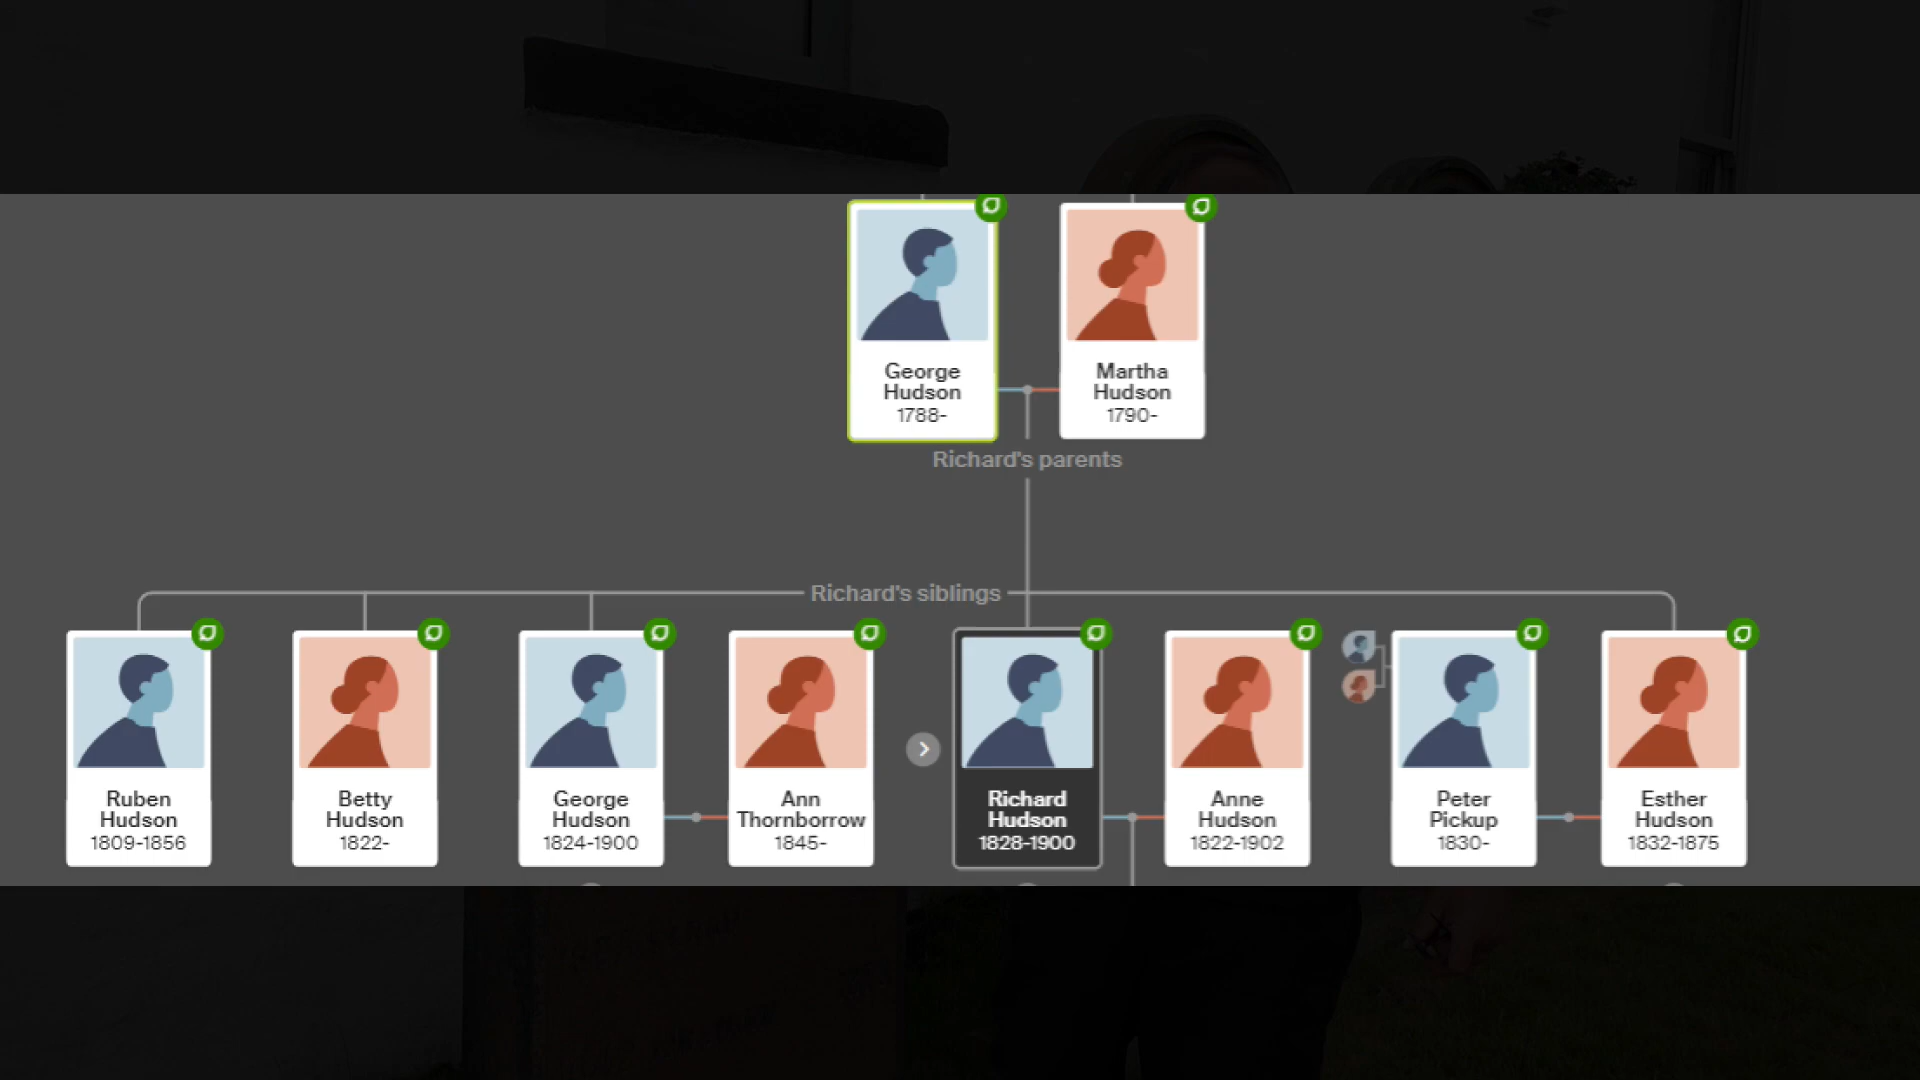 George
Hudson
1788-
Martha
Hudson
1790-
Richard's parents
Richard's siblings
Ruben
Hudson
1809-1856
Betty
Hudson
1822-
George
Hudson
1824-1900
Ann
Thornborrow
1845-
Richard
Hudson
1828-1900
Anne
Hudson
1822-1902
Peter
Pickup
1830-
Esther
Hudson
1832-1875